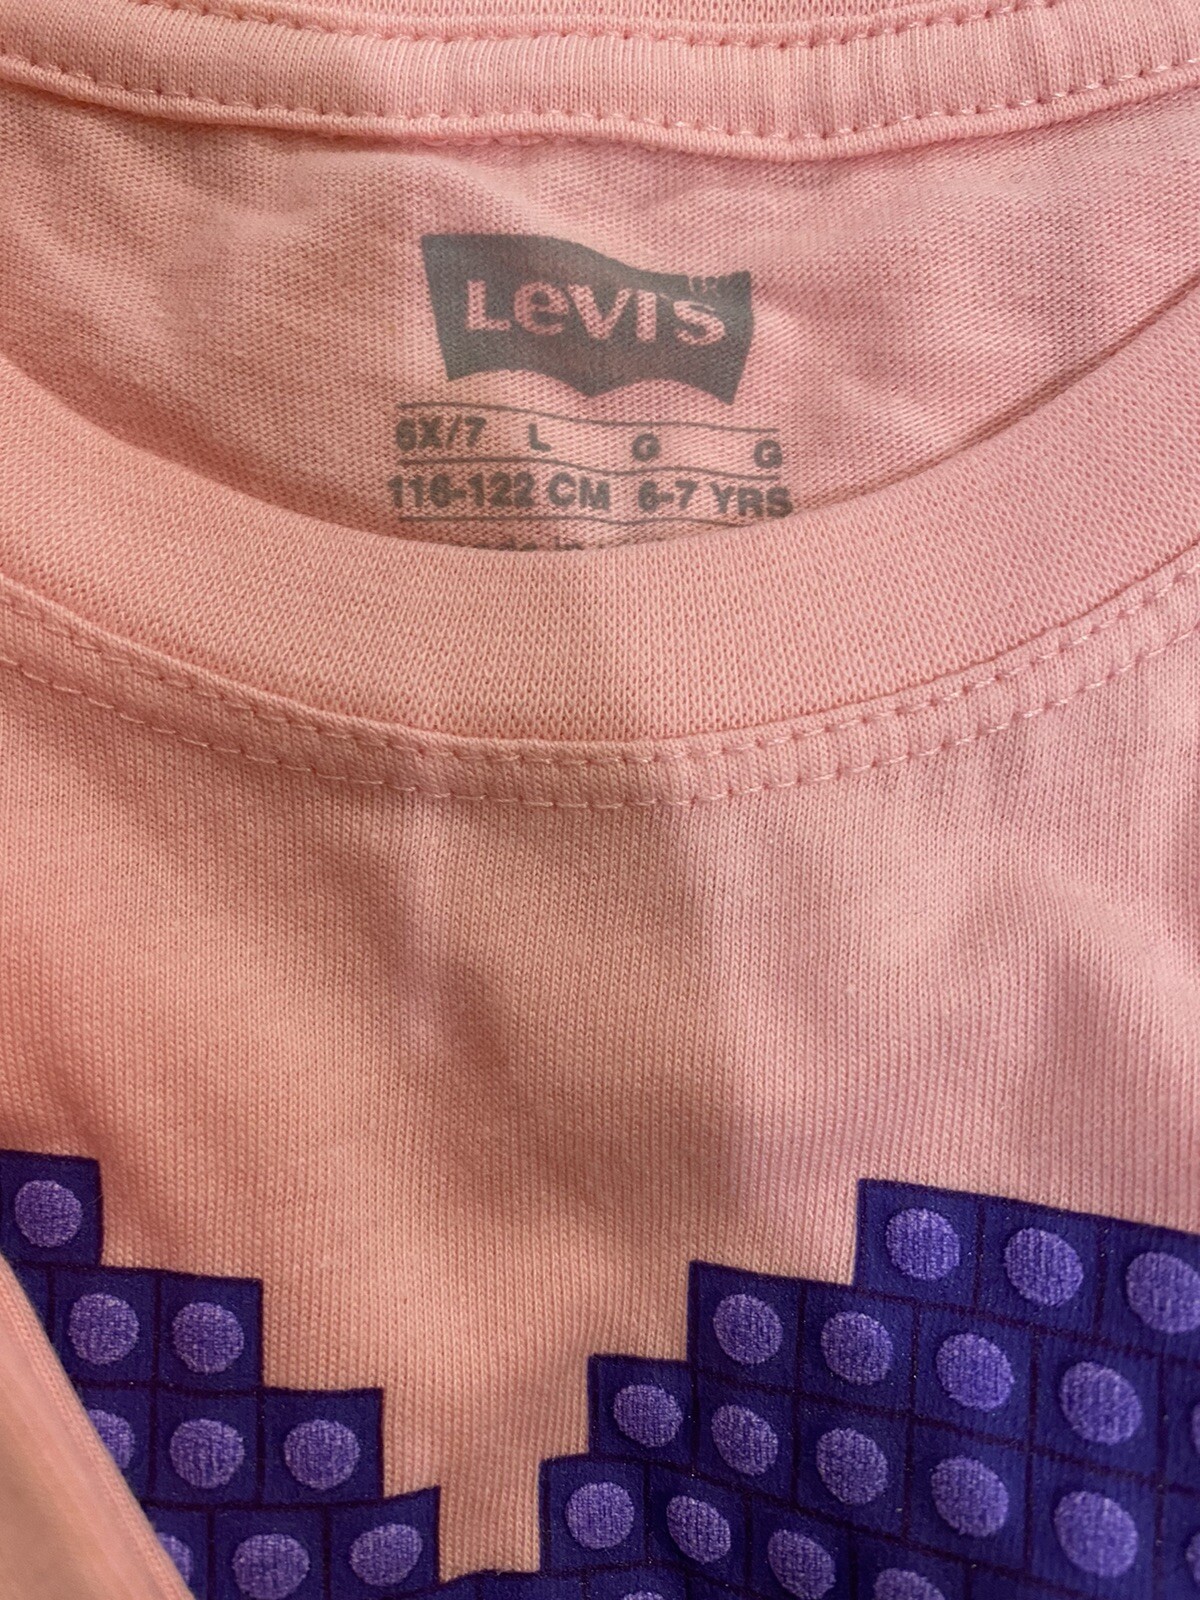 Levi's
6X/7 L G G
116-122 CM 6-7 YRS